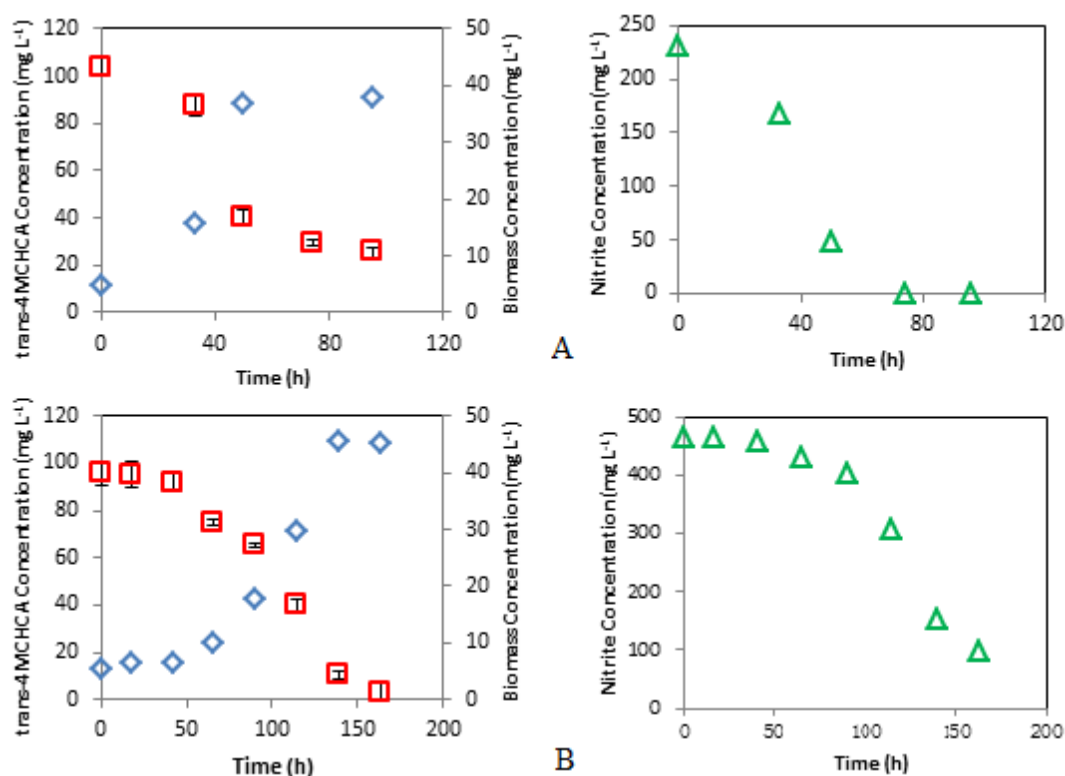 trans-4MCHCA Concentration (mg L⁻¹)
120
100
80
60
40
20
0
0 40 80 120
Time (h)
50
40
30
20
10
0
Biomass Concentration (mg L⁻¹)
Nitrite Concentration (mg L⁻¹)
250
200
150
100
50
0
0 40 80 120
Time (h)
A
trans-4MCHCA Concentration (mg L⁻¹)
120
100
80
60
40
20
0
0 50 100 150 200
Time (h)
50
40
30
20
10
0
Biomass Concentration (mg L⁻¹)
Nitrite Concentration (mg L⁻¹)
500
400
300
200
100
0
0 50 100 150 200
Time (h)
B